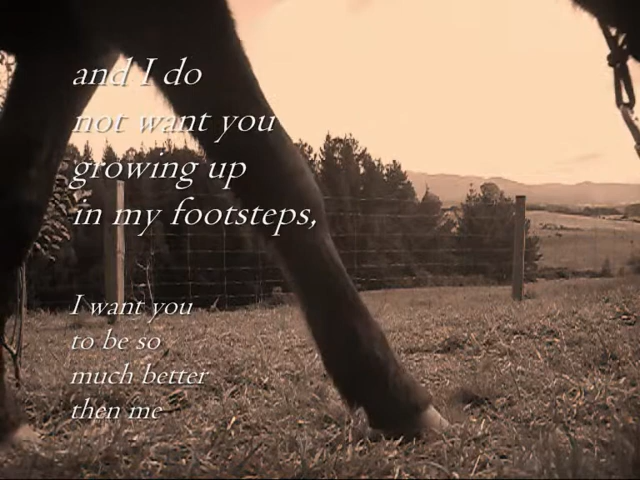 and I do
not want you
growing up
in my footsteps,
I want you
to be so
much better
then me